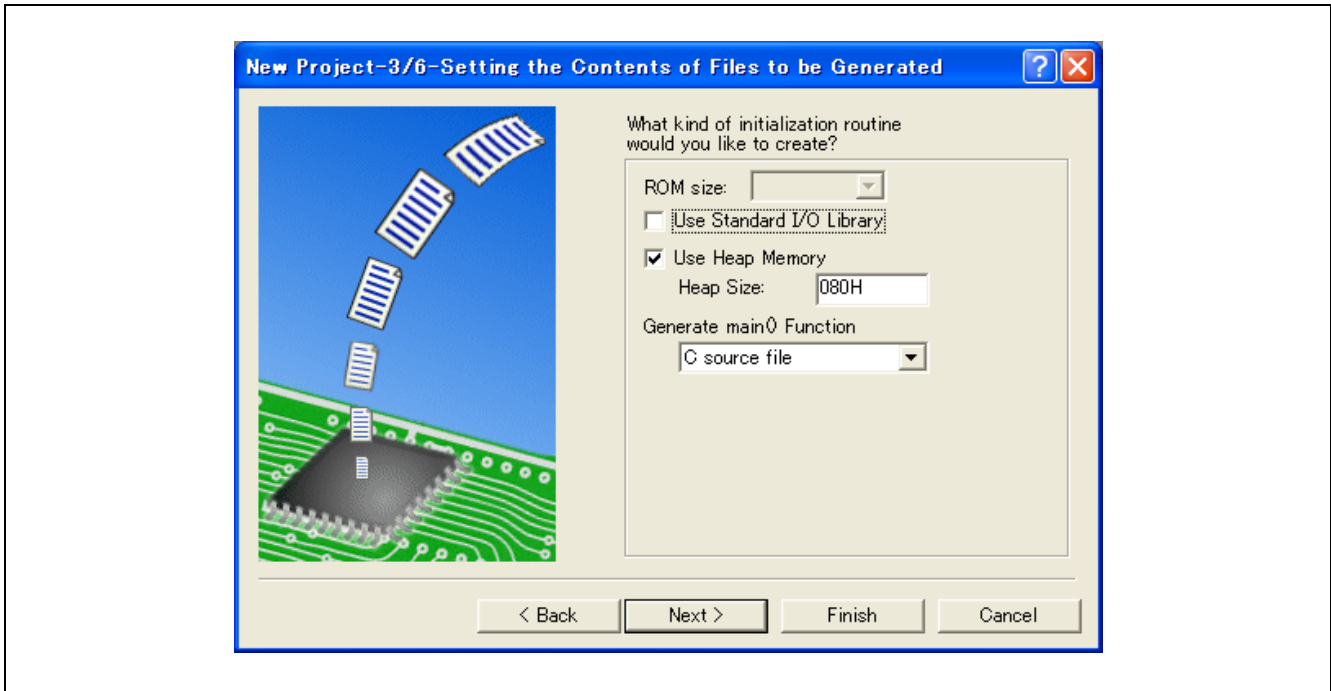 New Project-3/6-Setting the Contents of Files to be Generated
What kind of initialization routine
would you like to create?
ROM size:
Use Standard I/O Library
Use Heap Memory
Heap Size: 080H
Generate main() Function
C source file
< Back Next > Finish Cancel